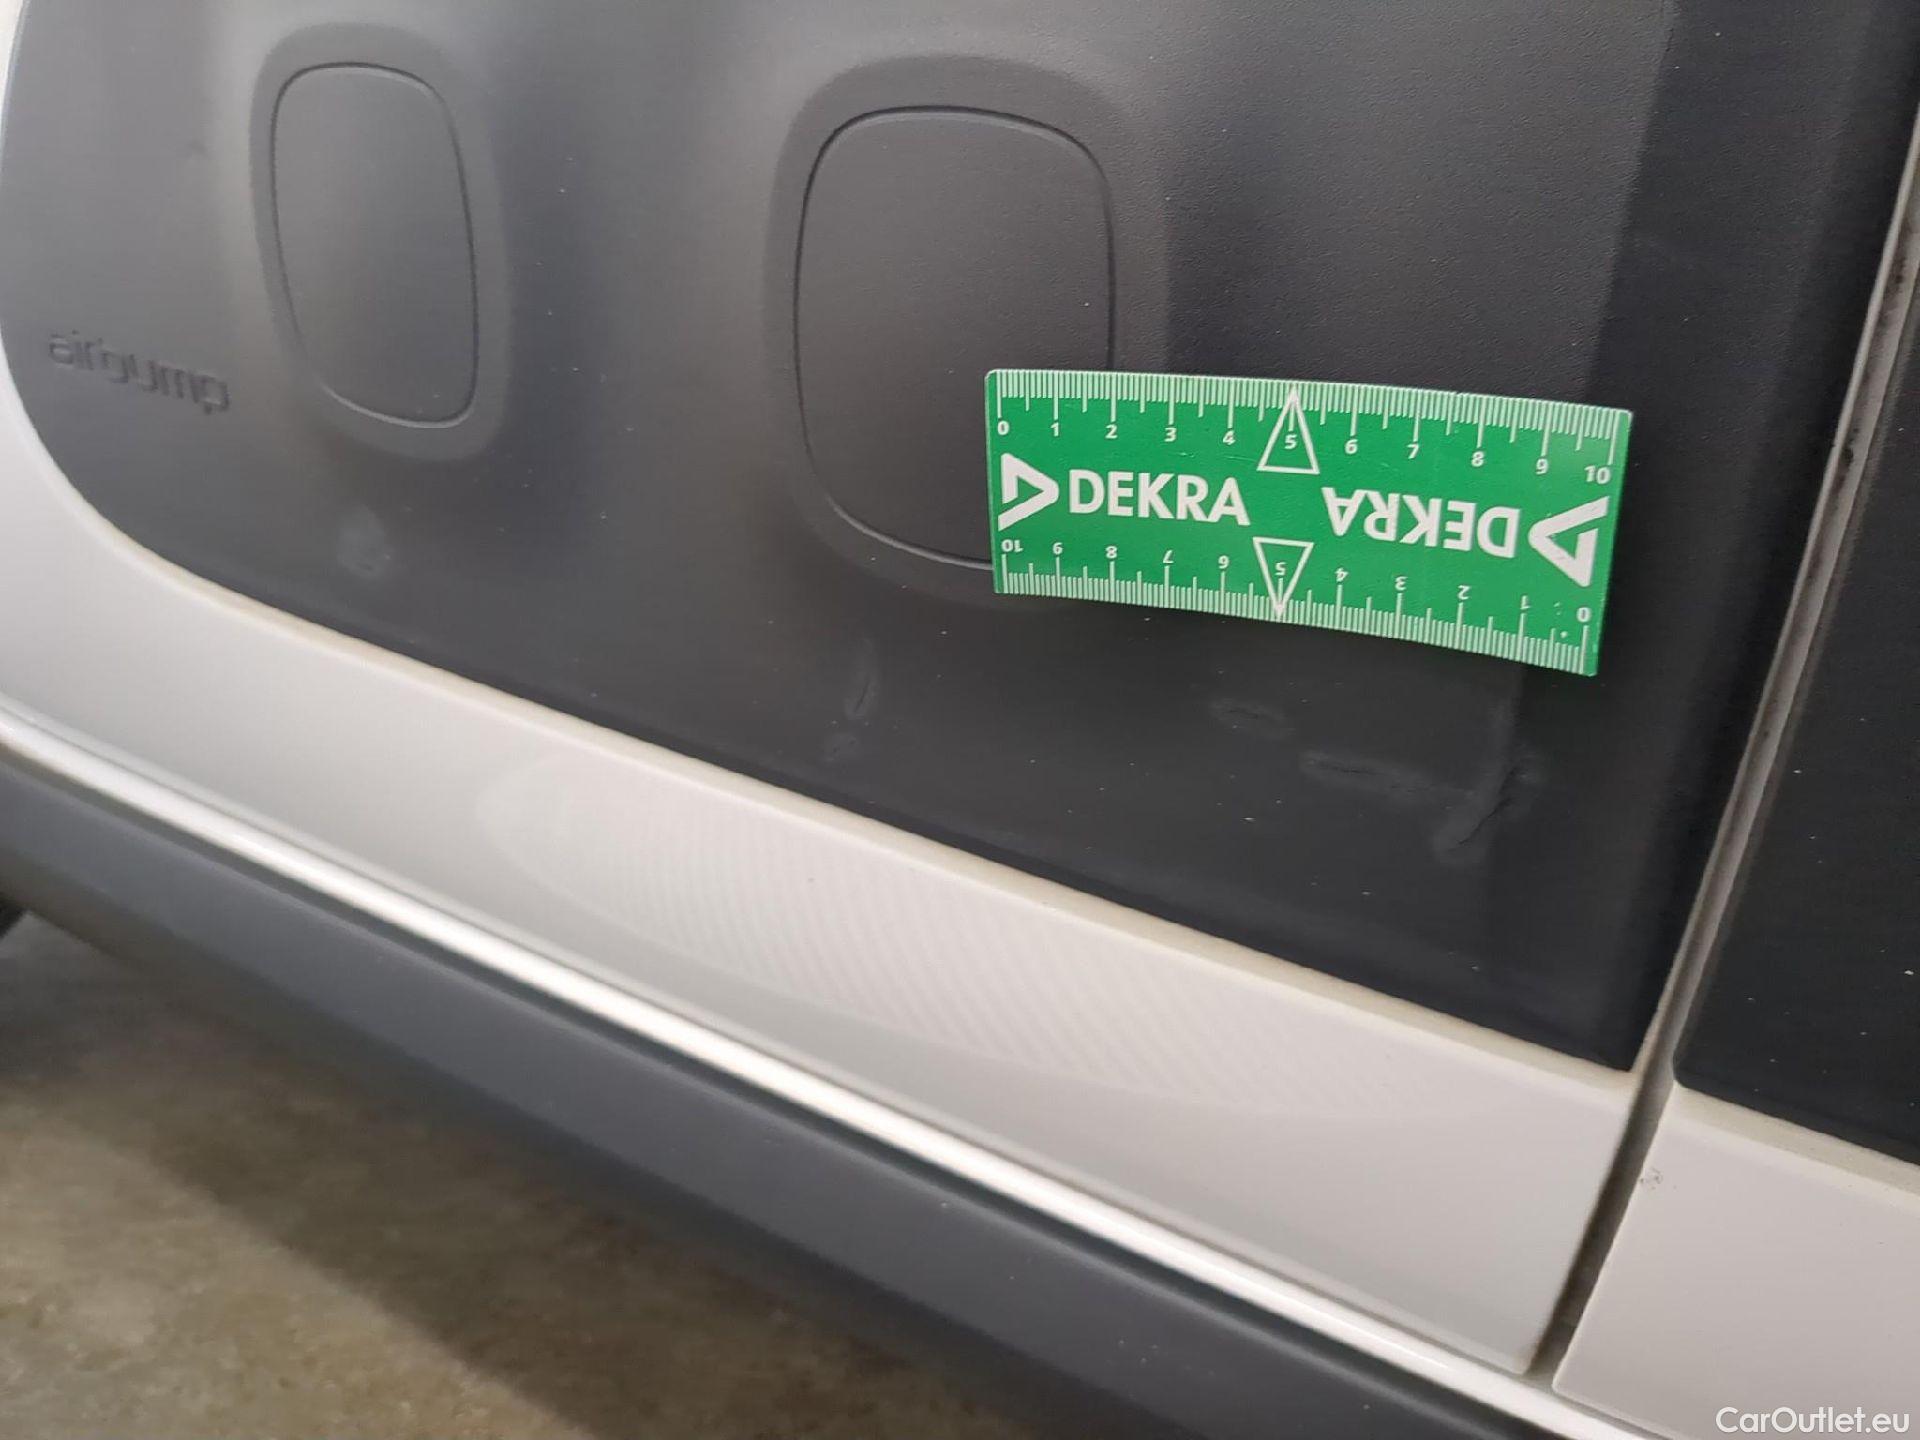 airbump
0 1 2 3 4 5 6 7 8 9 10
DEKRA
DEKRA
10 9 8 7 6 5 4 3 2 1 0
CarOutlet.eu